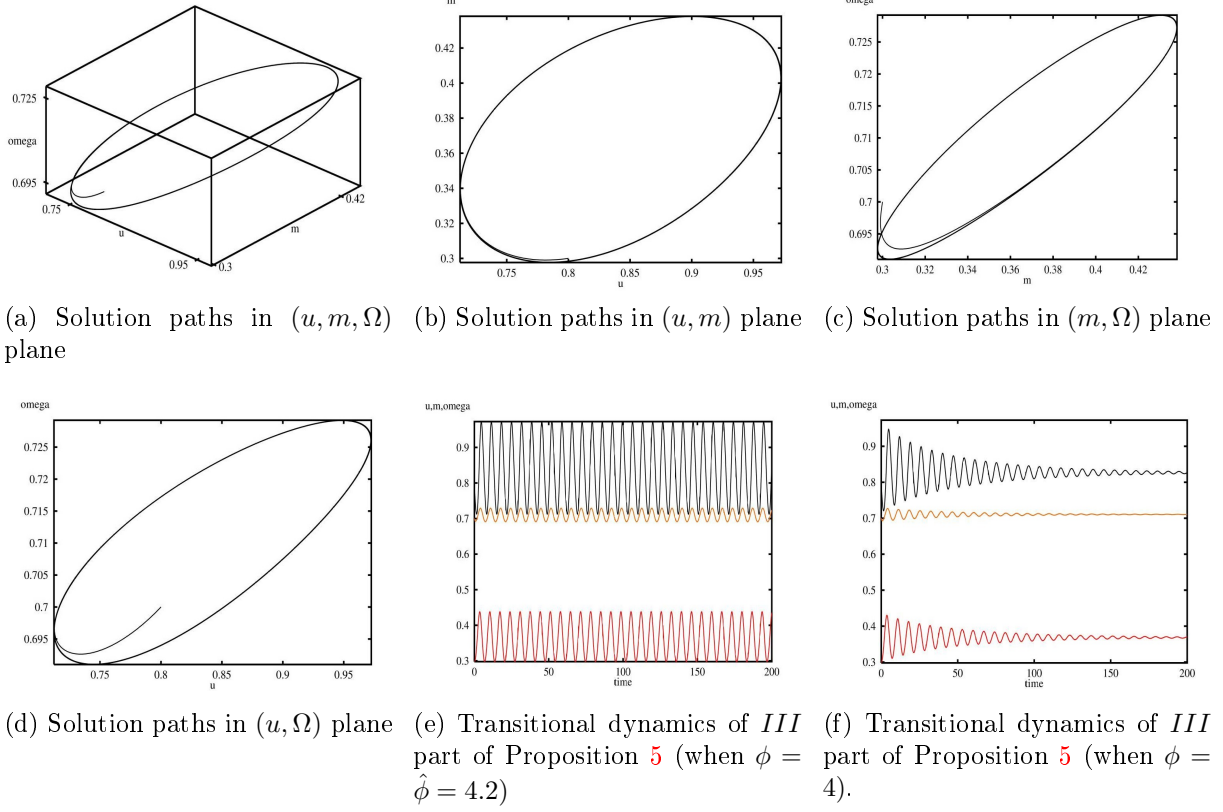 0.725
omega
0.695
0.75
u
0.95
0.3
m
0.42
m
0.42
0.4
0.38
0.36
0.34
0.32
0.3
0.75 0.8 0.85 0.9 0.95
u
omega
0.725
0.72
0.715
0.71
0.705
0.7
0.695
0.3 0.32 0.34 0.36 0.38 0.4 0.42
m
(a) Solution paths in (u, m, Ω)
plane
(b) Solution paths in (u, m) plane
(c) Solution paths in (m, Ω) plane
omega
0.725
0.72
0.715
0.71
0.705
0.7
0.695
0.75 0.8 0.85 0.9 0.95
u
u,m,omega
0.9
0.8
0.7
0.6
0.5
0.4
0.3
0 50 100 150 200
time
u,m,omega
0.9
0.8
0.7
0.6
0.5
0.4
0.3
0 50 100 150 200
time
(d) Solution paths in (u, Ω) plane
(e) Transitional dynamics of III
part of Proposition 5 (when ϕ =
ϕ̂ = 4.2)
(f) Transitional dynamics of III
part of Proposition 5 (when ϕ =
4).